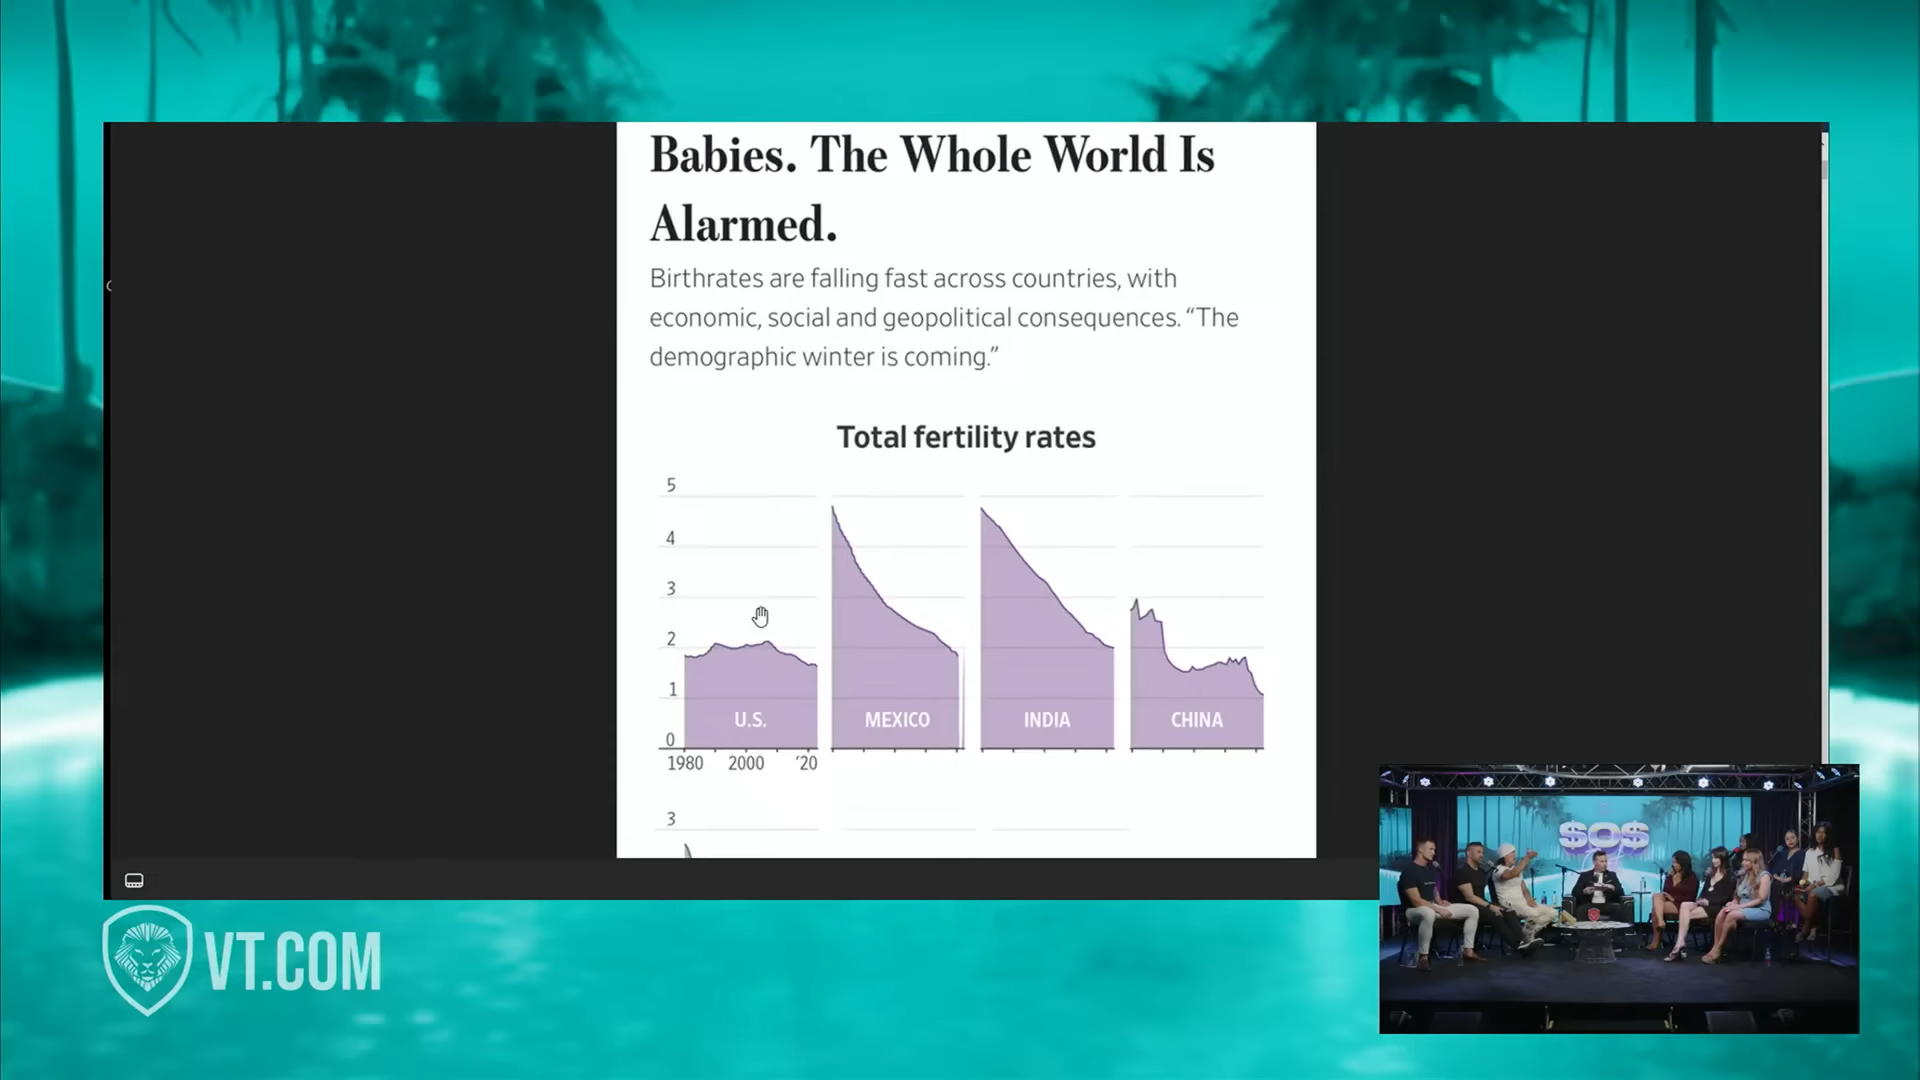 Babies. The Whole World Is
Alarmed.
Birthrates are falling fast across countries, with
economic, social and geopolitical consequences. “The
demographic winter is coming.”
Total fertility rates
5
4
3
2
1
0
U.S.
MEXICO
INDIA
CHINA
1980 2000 ’20
3
$O$
VT.COM